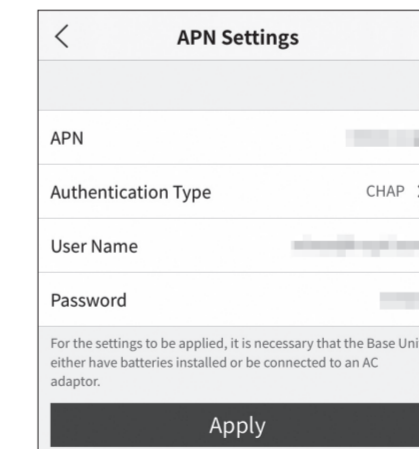 APN Settings
APN
Authentication Type CHAP
User Name
Password
For the settings to be applied, it is necessary that the Base Uni
either have batteries installed or be connected to an AC
adaptor.
Apply